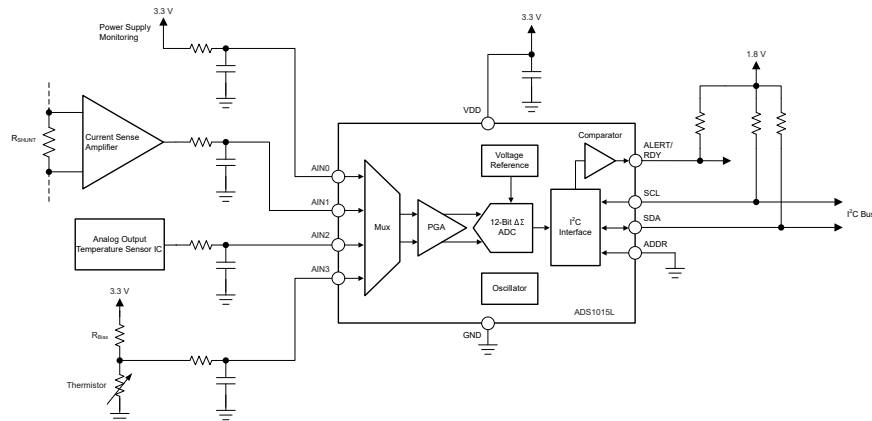 3.3 V
Power Supply
Monitoring
R_SHUNT
Current Sense
Amplifier
Analog Output
Temperature Sensor IC
3.3 V
R_Bias
Thermistor
3.3 V
VDD
AIN0
AIN1
AIN2
AIN3
Mux
PGA
Voltage
Reference
12-Bit ΔΣ
ADC
Oscillator
Comparator
I²C
Interface
ADS1015L
GND
1.8 V
ALERT/
RDY
SCL
SDA
ADDR
I²C Bus